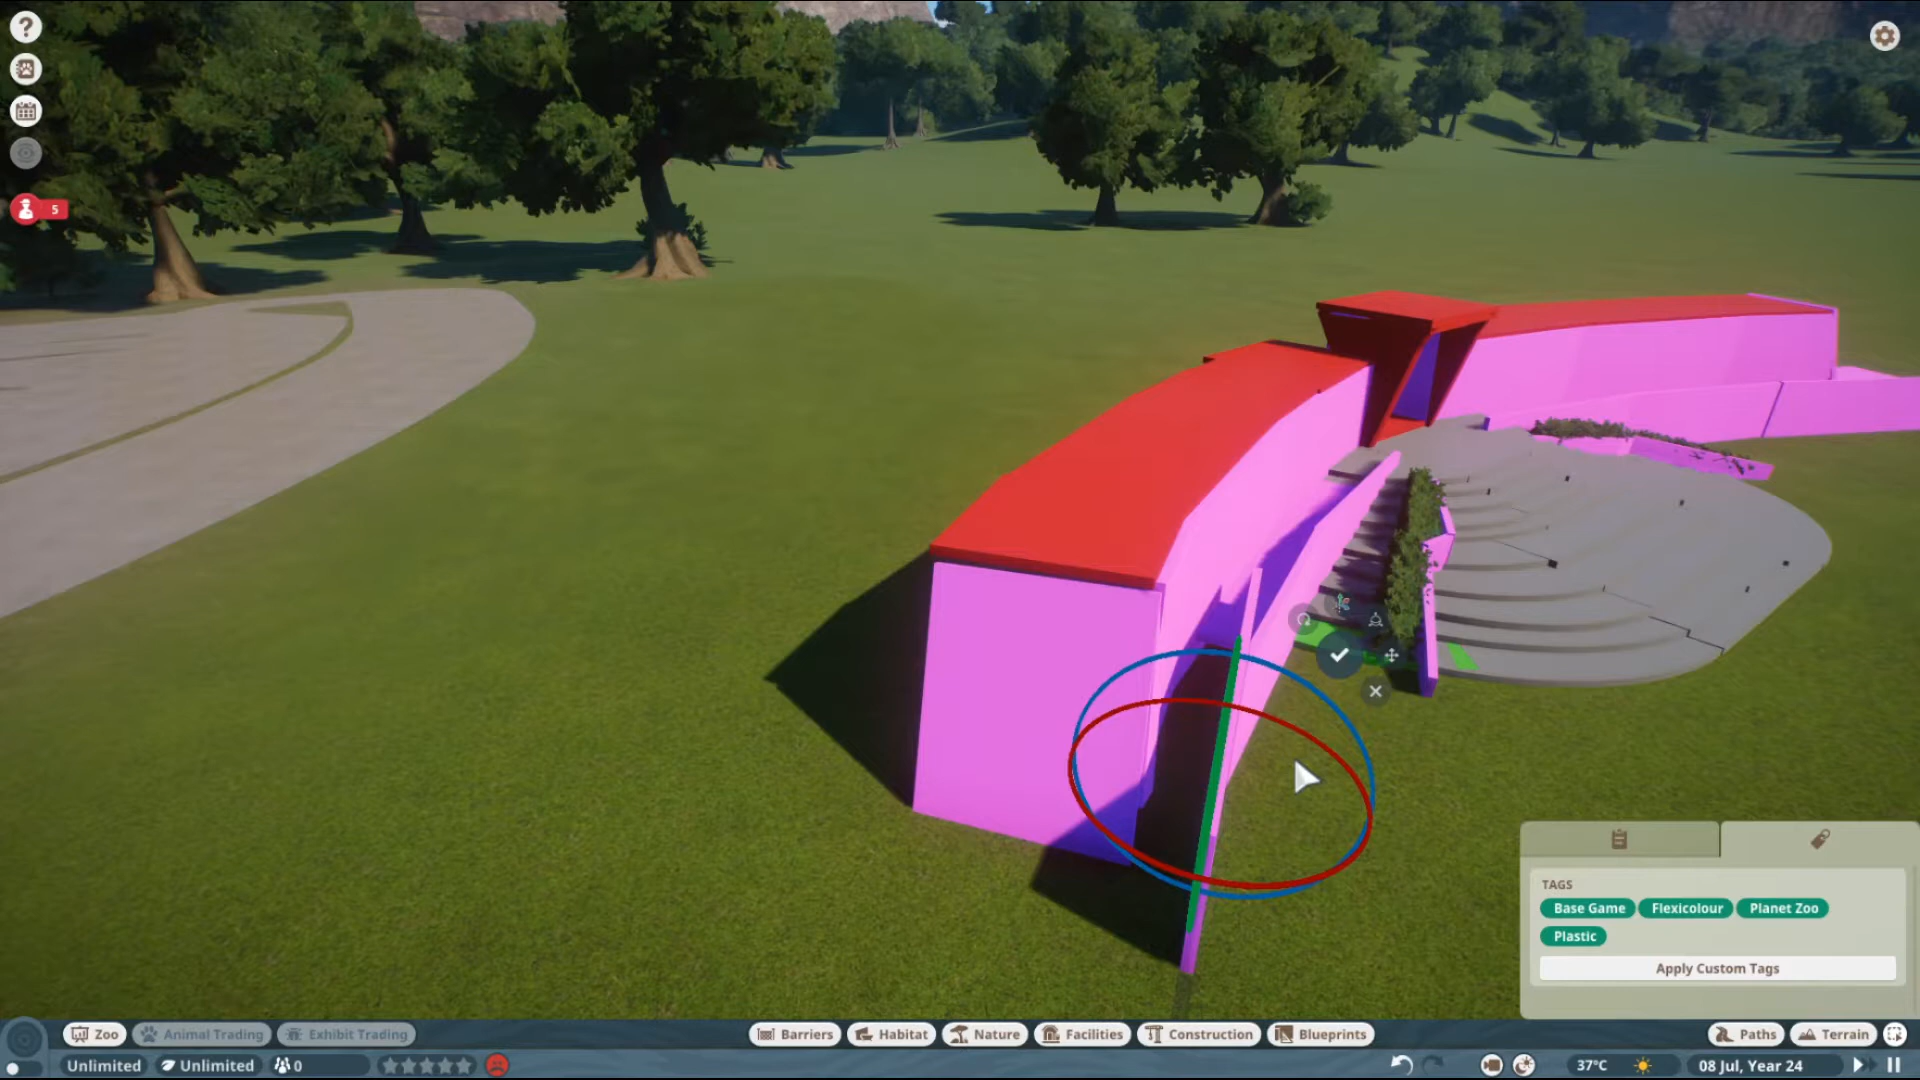 ?
5
TAGS
Base Game Flexicolour Planet Zoo
Plastic
Apply Custom Tags
Zoo Animal Trading Exhibit Trading Barriers Habitat Nature Facilities Construction Blueprints Paths Terrain
Unlimited Unlimited 0 37°C 08 Jul, Year 24